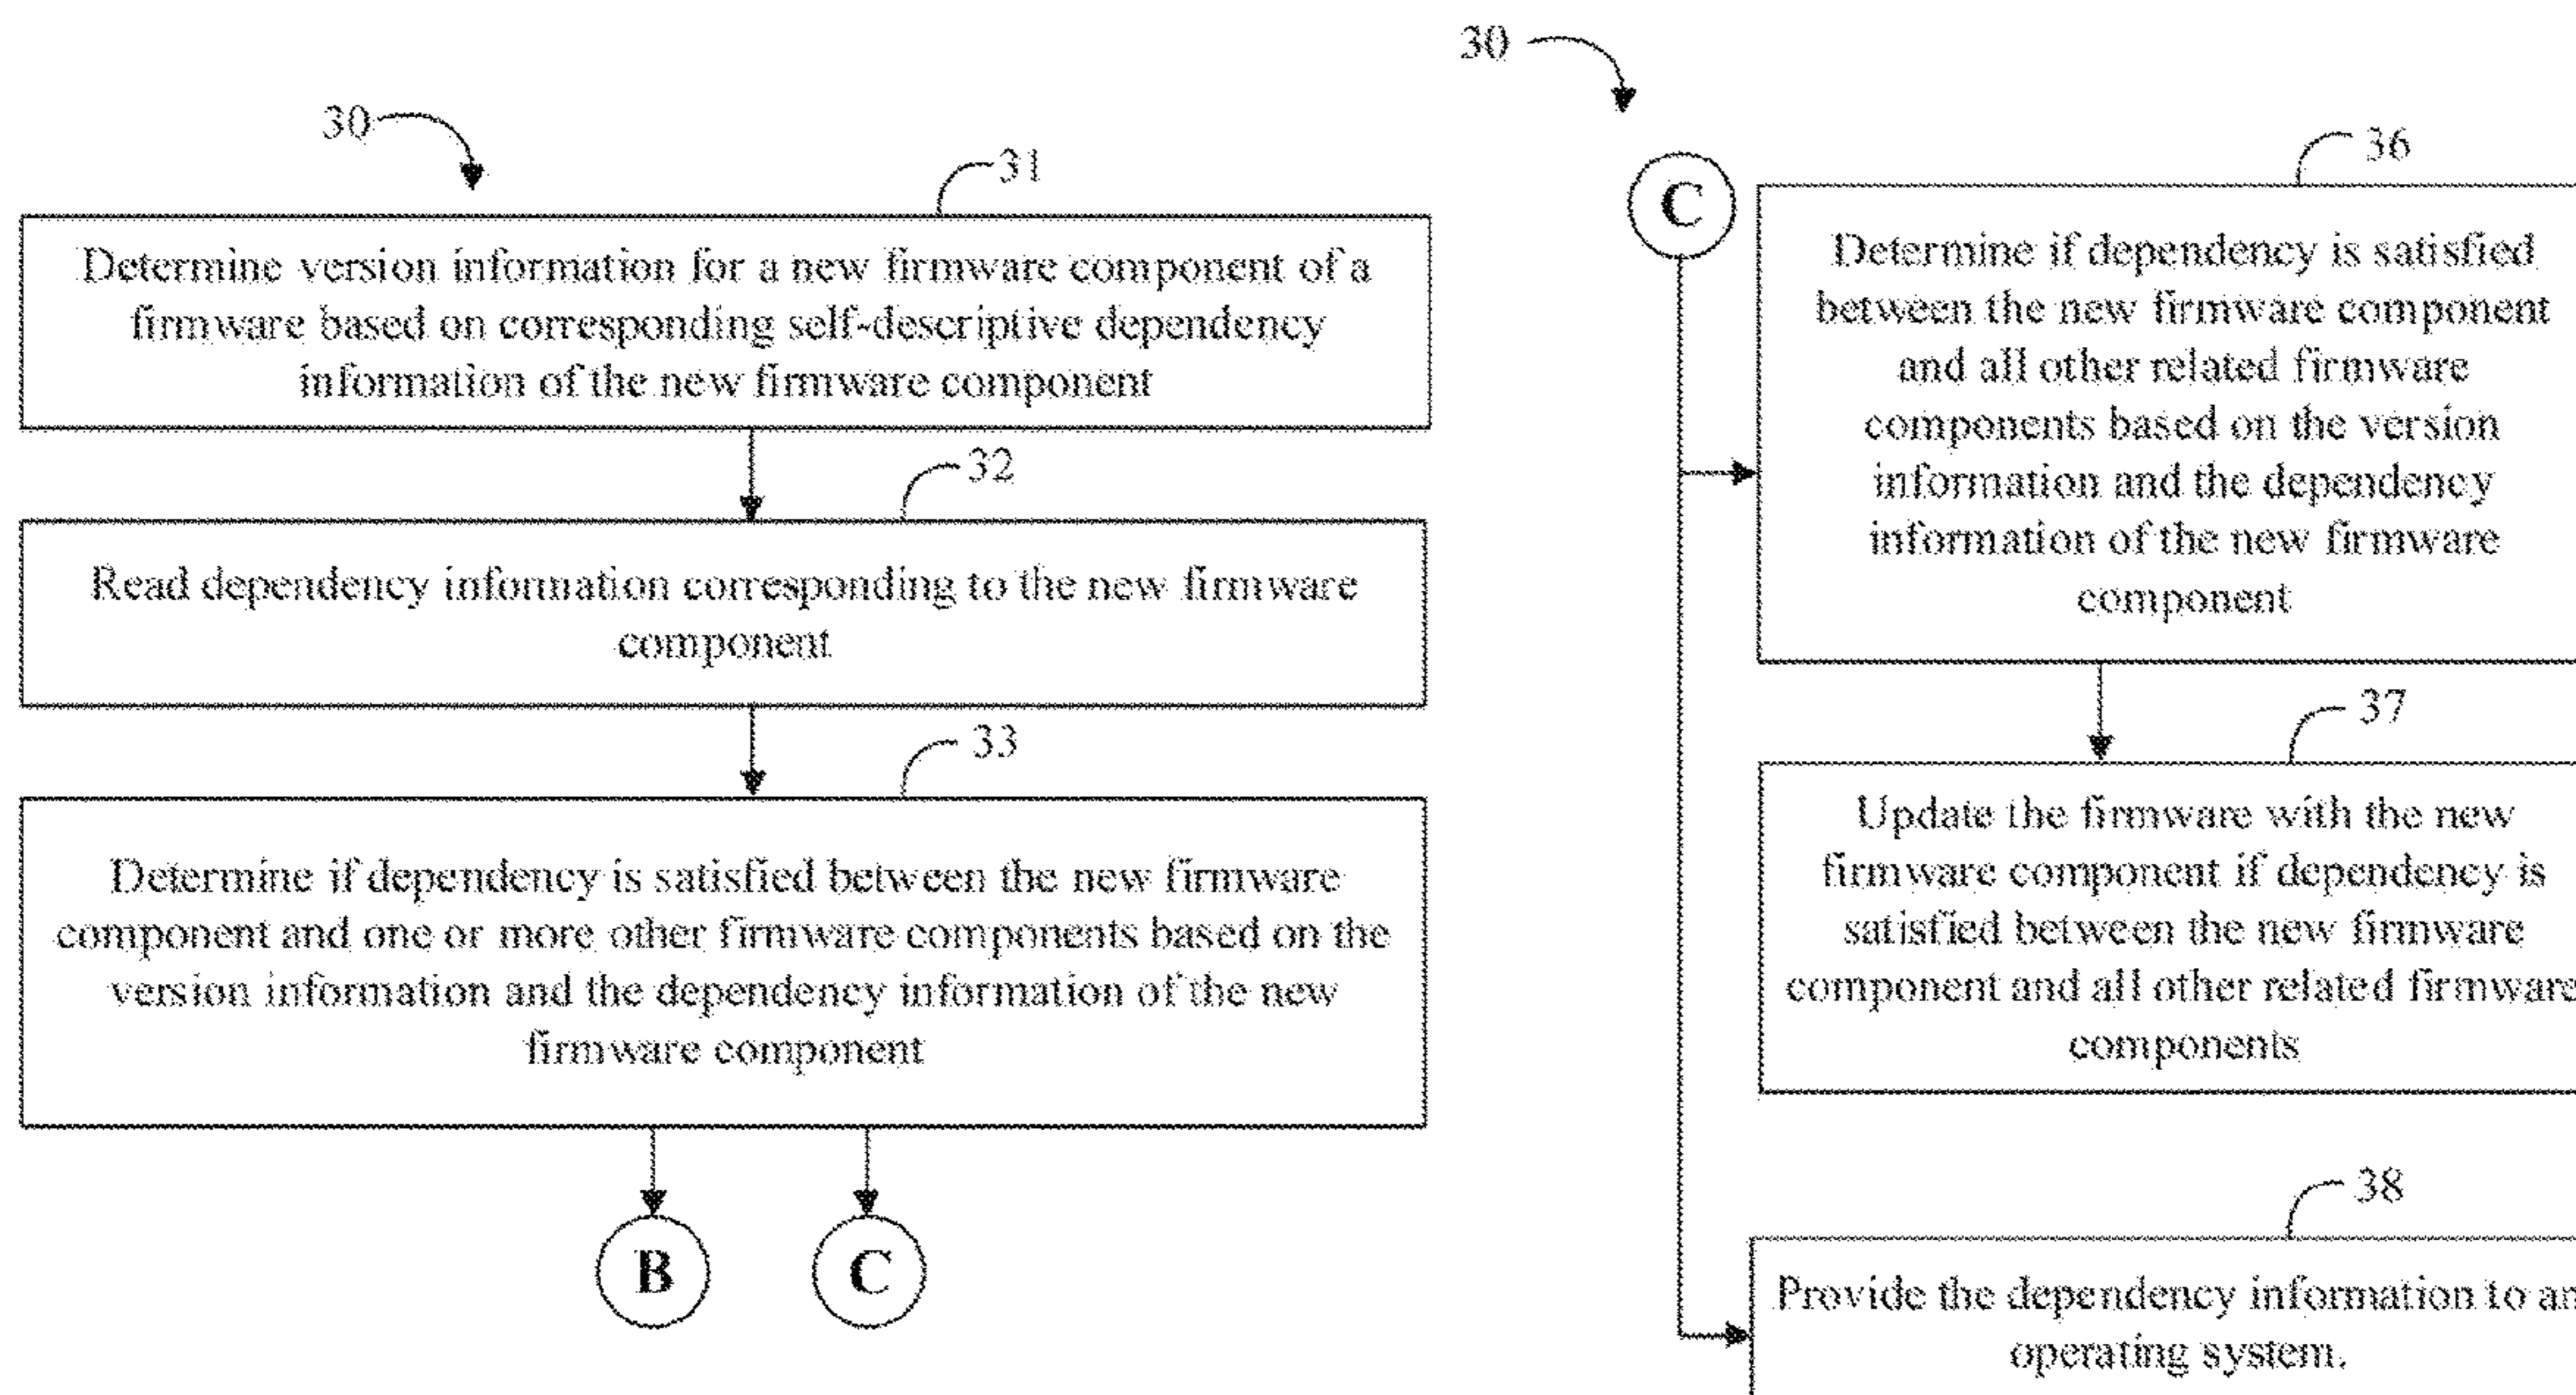 30
31
Determine version information for a new firmware component of a
firmware based on corresponding self-descriptive dependency
information of the new firmware component
32
Read dependency information corresponding to the new firmware
component
33
Determine if dependency is satisfied between the new firmware
component and one or more other firmware components based on the
version information and the dependency information of the new
firmware component
B
C
30
C
36
Determine if dependency is satisfied
between the new firmware component
and all other related firmware
components based on the version
information and the dependency
information of the new firmware
component
37
Update the firmware with the new
firmware component if dependency is
satisfied between the new firmware
component and all other related firmware
components
38
Provide the dependency information to an
operating system.